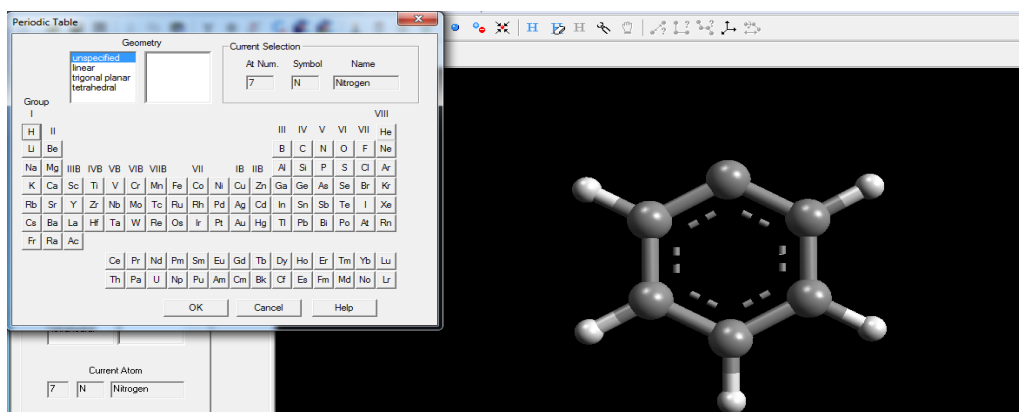 Periodic Table
Geometry
unspecified
linear
trigonal planar
tetrahedral
Current Selection
At Num. Symbol Name
7 N Nitrogen
Group
I VIII
H II III IV V VI VII He
Li Be B C N O F Ne
Na Mg IIIB IVB VB VIB VIIB VII IB IIB Al Si P S Cl Ar
K Ca Sc Ti V Cr Mn Fe Co Ni Cu Zn Ga Ge As Se Br Kr
Rb Sr Y Zr Nb Mo Tc Ru Rh Pd Ag Cd In Sn Sb Te I Xe
Cs Ba La Hf Ta W Re Os Ir Pt Au Hg Tl Pb Bi Po At Rn
Fr Ra Ac
Ce Pr Nd Pm Sm Eu Gd Tb Dy Ho Er Tm Yb Lu
Th Pa U Np Pu Am Cm Bk Cf Es Fm Md No Lr
OK Cancel Help
Current Atom
7 N Nitrogen
H H H